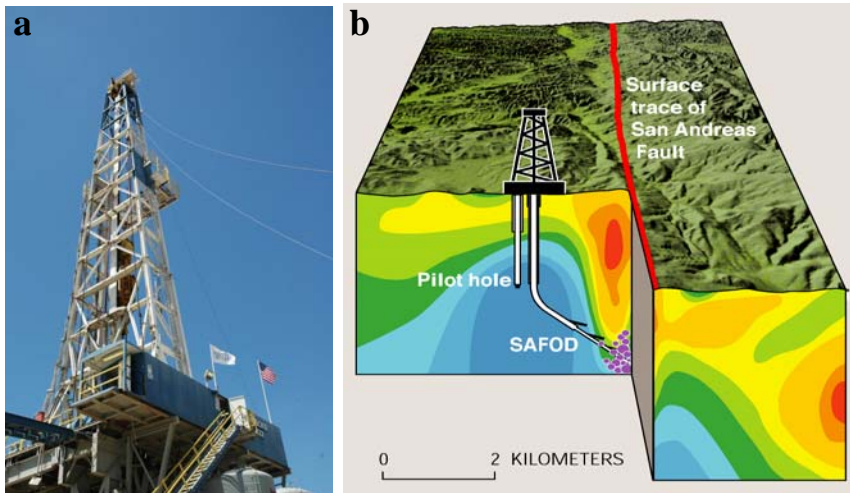 a
b
Surface
trace of
San Andreas
Fault
Pilot hole
SAFOD
0 2 KILOMETERS